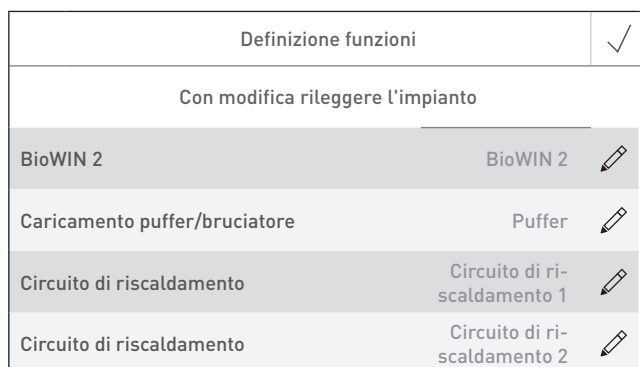 Definizione funzioni
Con modifica rileggere l'impianto
BioWIN 2 BioWIN 2
Caricamento puffer/bruciatore Puffer
Circuito di riscaldamento Circuito di ri-
scaldamento 1
Circuito di riscaldamento Circuito di ri-
scaldamento 2